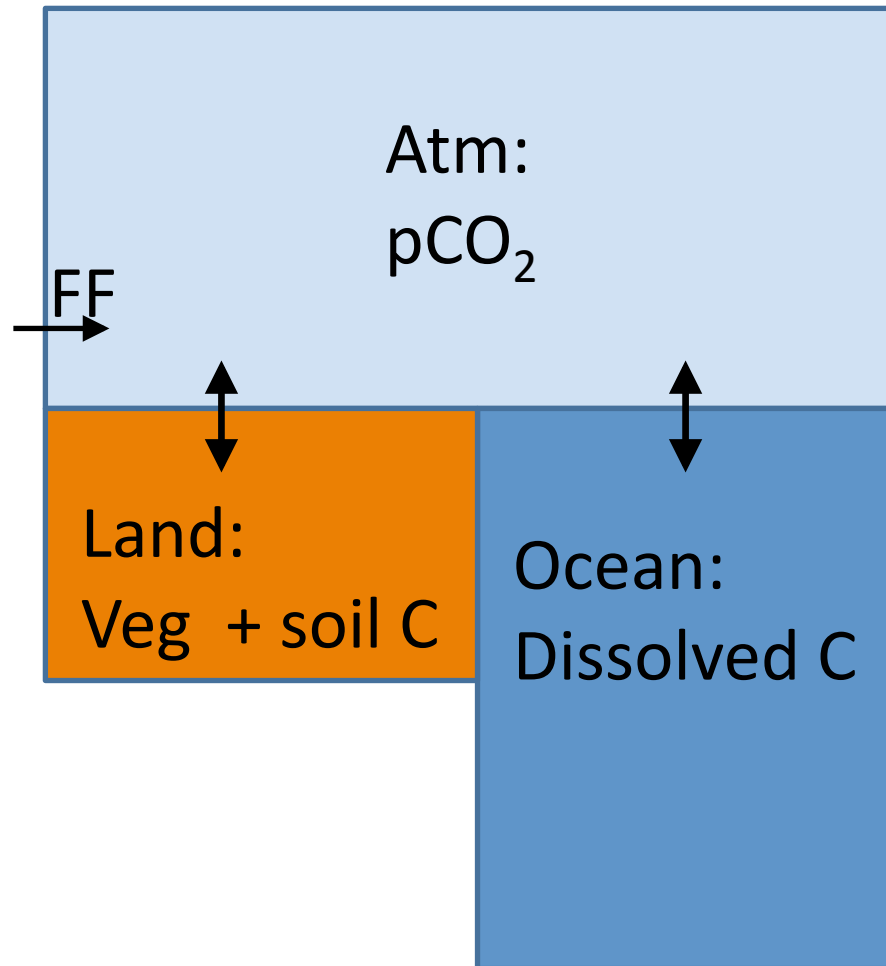 Atm:
pCO₂
FF
Land:
Veg + soil C
Ocean:
Dissolved C